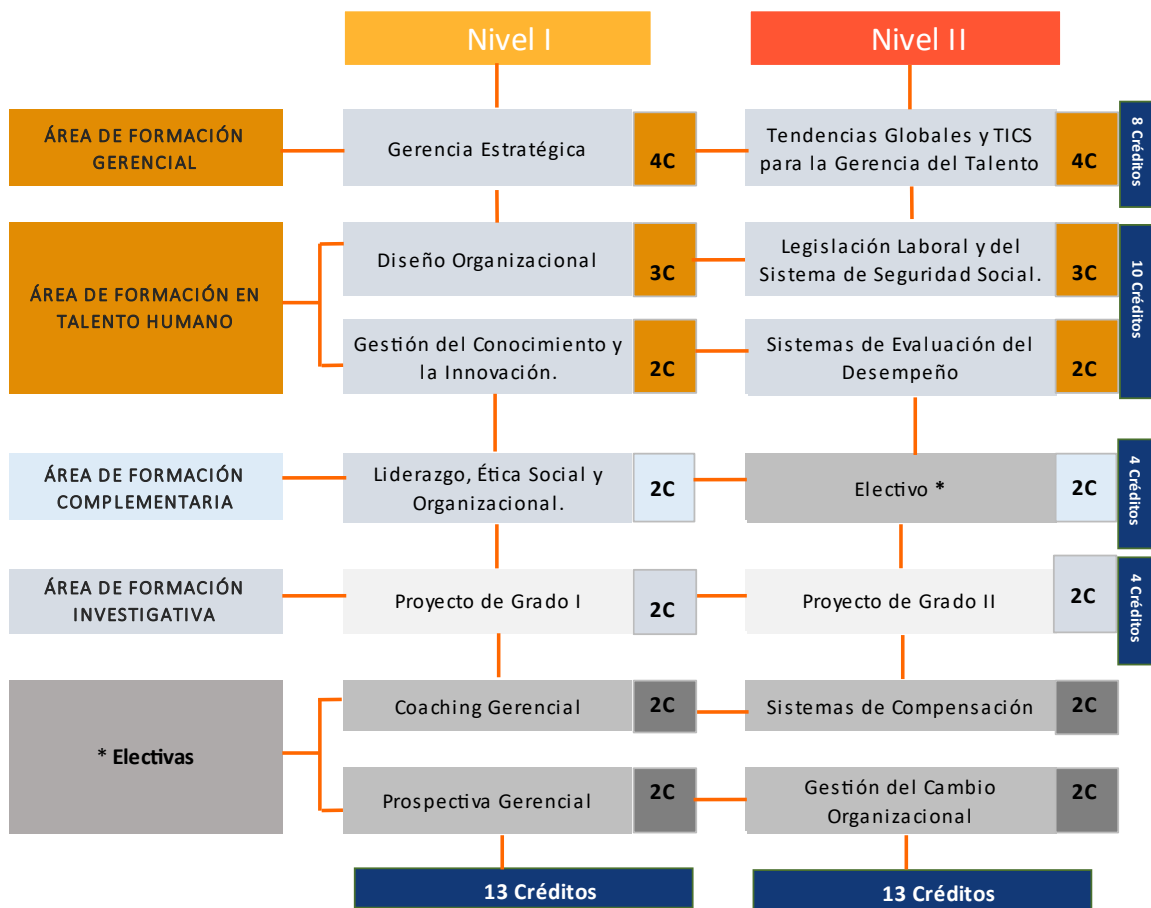 Nivel I
Nivel II
ÁREA DE FORMACIÓN
GERENCIAL
Gerencia Estratégica
4C
Tendencias Globales y TICS
para la Gerencia del Talento
4C
8 Créditos
ÁREA DE FORMACIÓN EN
TALENTO HUMANO
Diseño Organizacional
3C
Legislación Laboral y del
Sistema de Seguridad Social.
3C
10 Créditos
Gestión del Conocimiento y
la Innovación.
2C
Sistemas de Evaluación del
Desempeño
2C
ÁREA DE FORMACIÓN
COMPLEMENTARIA
Liderazgo, Ética Social y
Organizacional.
2C
Electivo *
2C
4 Créditos
ÁREA DE FORMACIÓN
INVESTIGATIVA
Proyecto de Grado I
2C
Proyecto de Grado II
2C
4 Créditos
* Electivas
Coaching Gerencial
2C
Sistemas de Compensación
2C
Prospectiva Gerencial
2C
Gestión del Cambio
Organizacional
2C
13 Créditos
13 Créditos